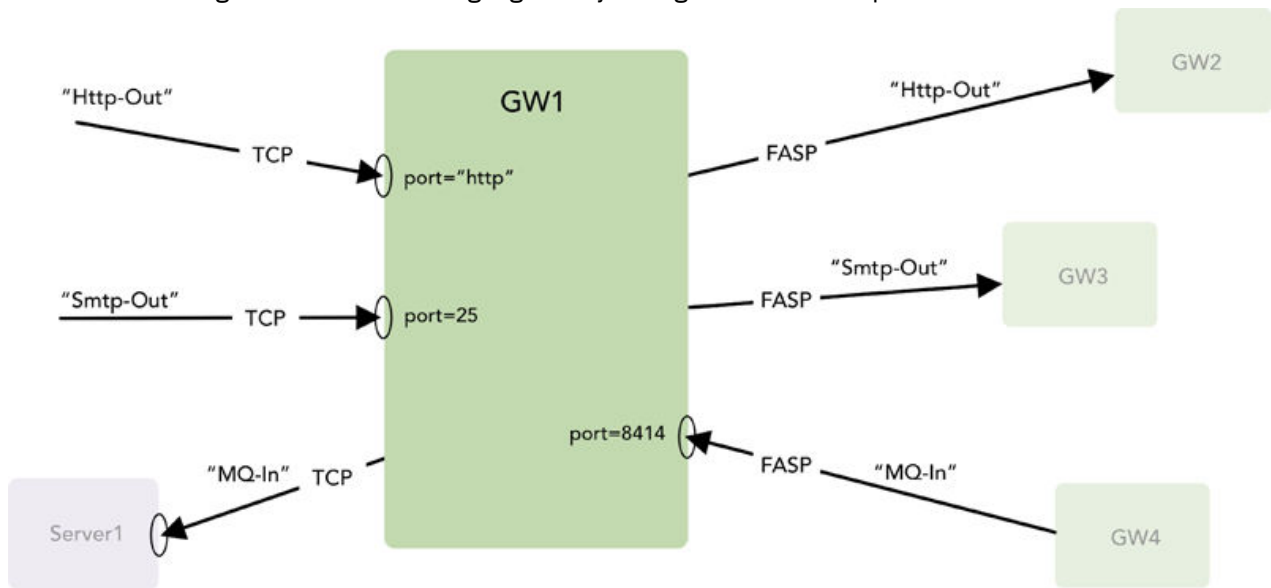 GW1
GW2
"Http-Out"
TCP
port="http"
"Http-Out"
FASP
"Smtp-Out"
TCP
port=25
"Smtp-Out"
FASP
GW3
port=8414
"MQ-In"
TCP
FASP
"MQ-In"
Server1
GW4